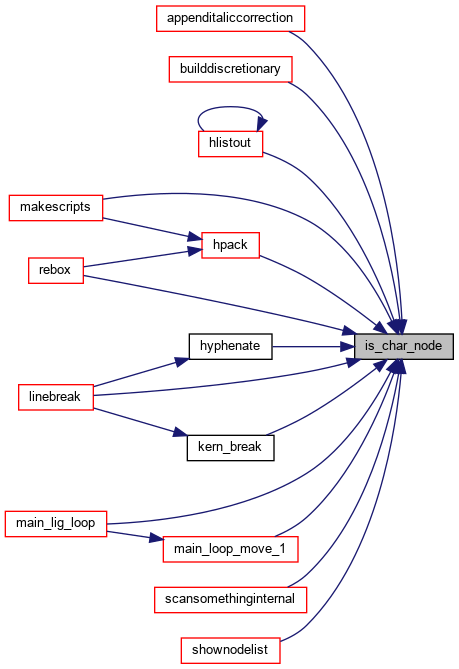 appenditaliccorrection
builddiscretionary
hlistout
makescripts
hpack
rebox
is_char_node
hyphenate
linebreak
kern_break
main_lig_loop
main_loop_move_1
scansomethinginternal
shownodelist